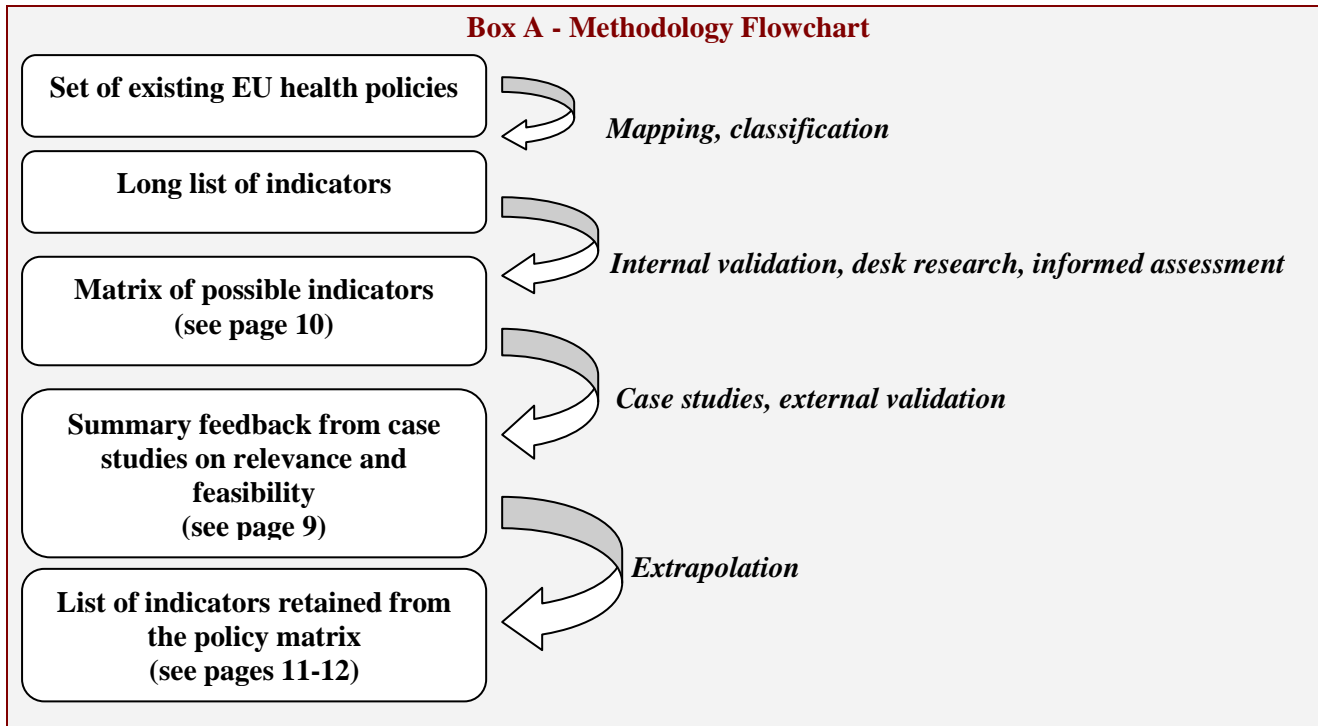 Box A - Methodology Flowchart
Set of existing EU health policies
Mapping, classification
Long list of indicators
Internal validation, desk research, informed assessment
Matrix of possible indicators
(see page 10)
Case studies, external validation
Summary feedback from case
studies on relevance and
feasibility
(see page 9)
Extrapolation
List of indicators retained from
the policy matrix
(see pages 11-12)